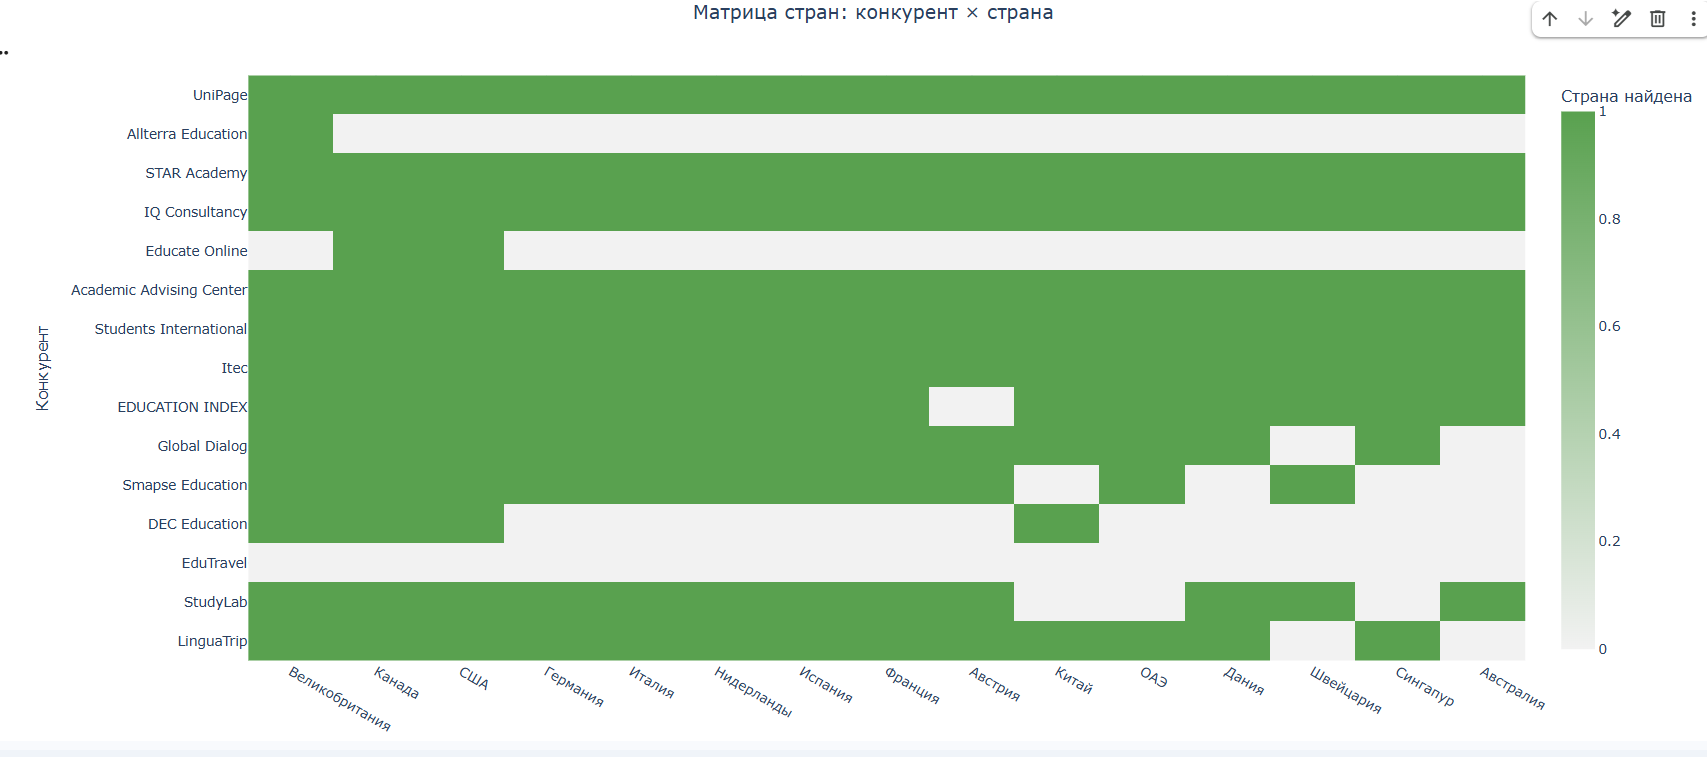 Матрица стран: конкурент × страна
Страна найдена
1
0.8
0.6
0.4
0.2
0
Конкурент
UniPage
Allterra Education
STAR Academy
IQ Consultancy
Educate Online
Academic Advising Center
Students International
Itec
EDUCATION INDEX
Global Dialog
Smapse Education
DEC Education
EduTravel
StudyLab
LinguaTrip
Великобритания
Канада
США
Германия
Италия
Нидерланды
Испания
Франция
Австрия
Китай
ОАЭ
Дания
Швейцария
Сингапур
Австралия